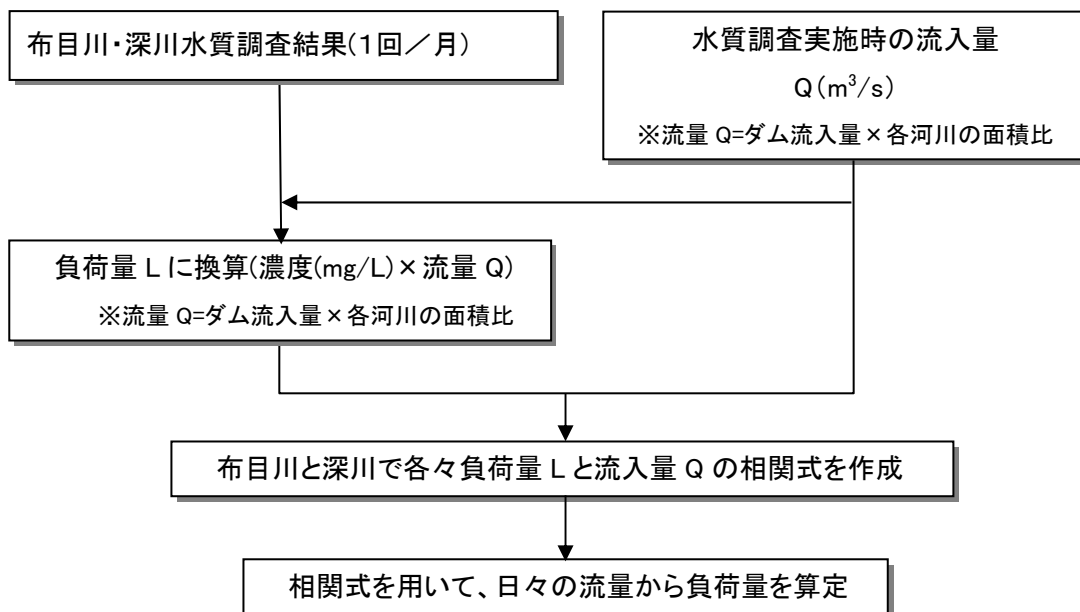 布目川・深川水質調査結果(1回／月)
水質調査実施時の流入量
Q(m³/s)
※流量 Q=ダム流入量×各河川の面積比
負荷量 L に換算(濃度(mg/L)×流量 Q)
※流量 Q=ダム流入量×各河川の面積比
布目川と深川で各々負荷量 L と流入量 Q の相関式を作成
相関式を用いて、日々の流量から負荷量を算定